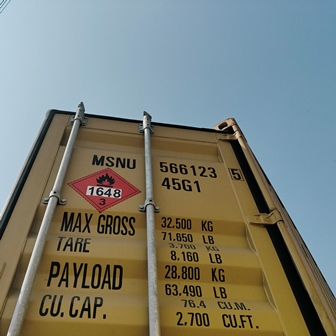 MSNU 566123 5
45G1
1648
3
MAX GROSS 32.500 KG
71.650 LB
TARE 3.700 KG
8.160 LB
PAYLOAD 28.800 KG
63.490 LB
CU.CAP. 76.4 CU.M.
2.700 CU.FT.